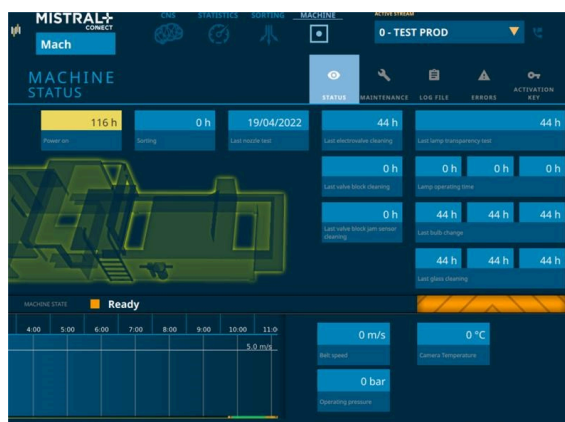 MISTRAL+
CONECT
CNS STATISTICS SORTING MACHINE
ACTIVE STREAM
0 - TEST PROD
Mach
MACHINE
STATUS
STATUS MAINTENANCE LOG FILE ERRORS ACTIVATION KEY
116 h 0 h 19/04/2022 44 h 44 h
Power on Sorting Last nozzle test Last electrovalve cleaning Last lamp transparency test
0 h 0 h 0 h 0 h
Last valve block cleaning Lamp operating time
0 h 44 h 44 h 44 h
Last valve block jam sensor cleaning Last bulb change
44 h 44 h 44 h
Last glass cleaning
MACHINE STATE Ready
4:00 5:00 6:00 7:00 8:00 9:00 10:00 11:0
5.0 m/s
0 m/s 0 °C
Belt speed Camera Temperature
0 bar
Operating pressure